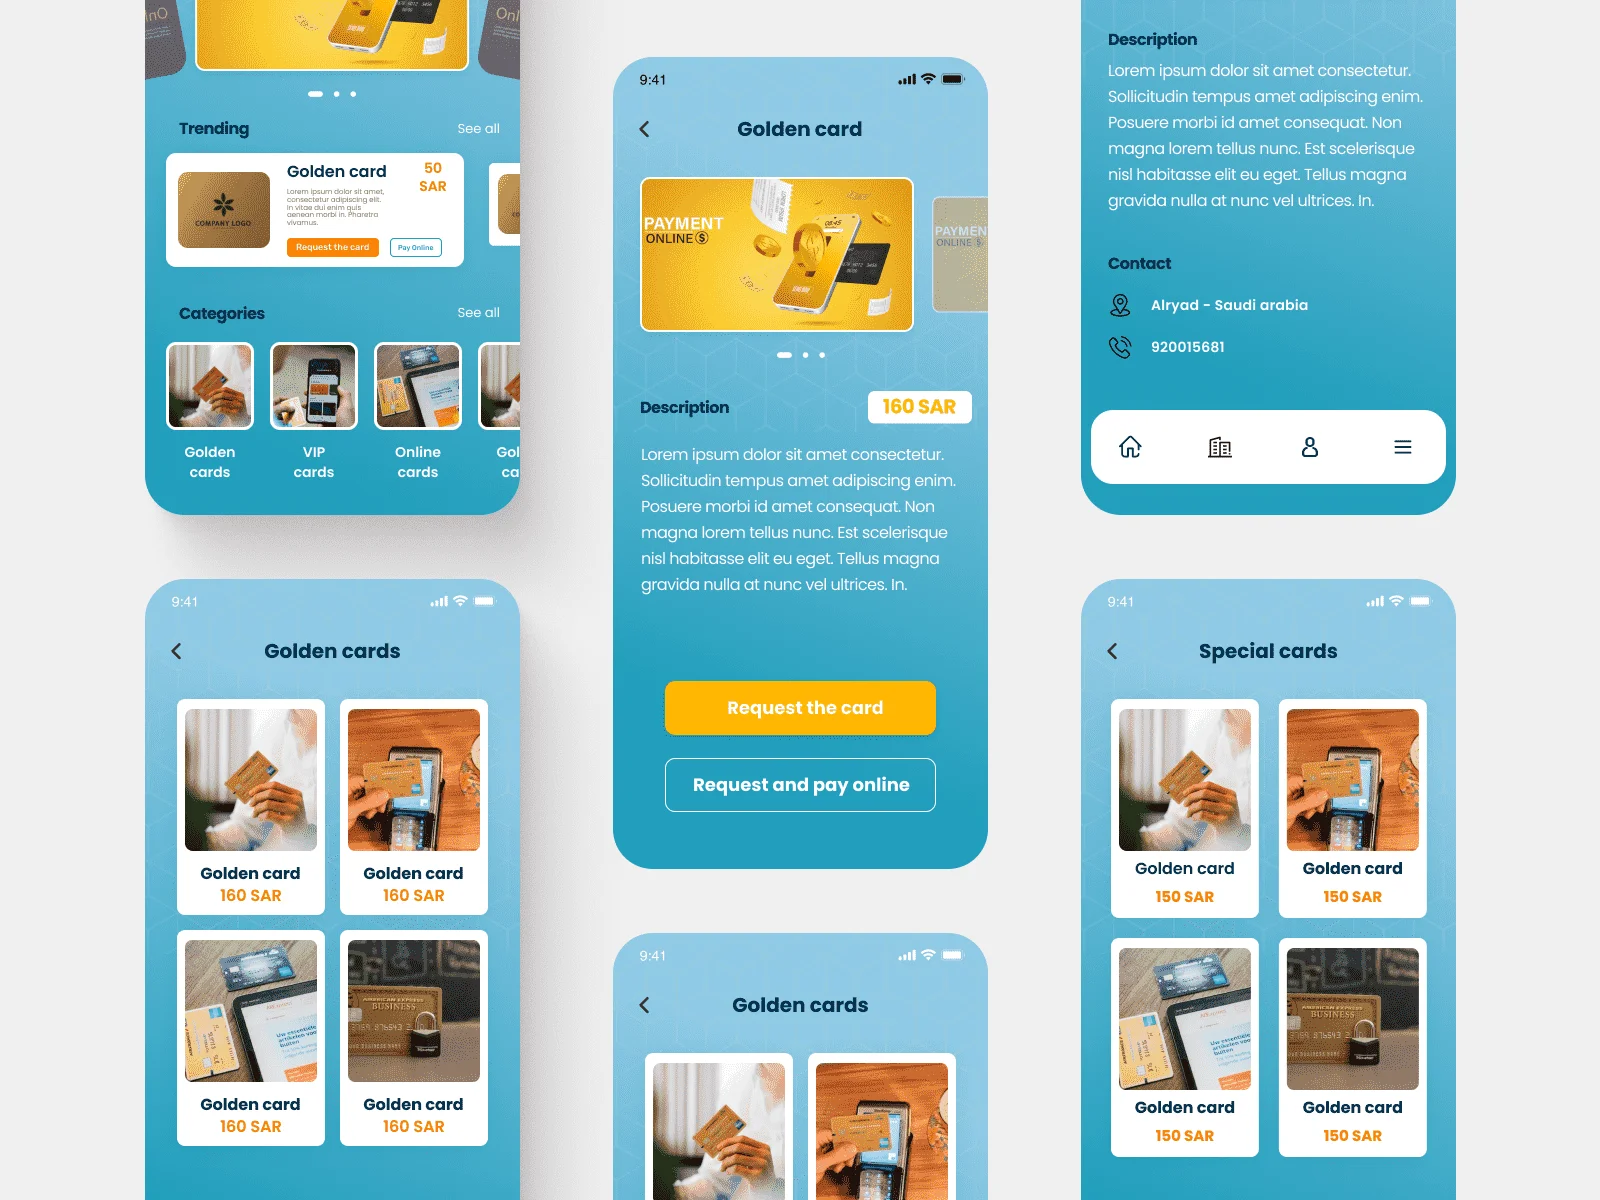 Trending
See all
Golden card
50
SAR
Lorem ipsum dolor sit amet,
consectetur adipiscing elit.
In vitae dui enim quis
aenean morbi in. Pharetra
vivamus.
COMPANY LOGO
Request the card
Pay Online
Categories
See all
Golden
cards
VIP
cards
Online
cards
Gol
ca
9:41
Golden cards
Golden card
160 SAR
Golden card
160 SAR
AMERICAN EXPRESS
BUSINESS
Golden card
160 SAR
Golden card
160 SAR
9:41
Golden card
PAYMENT
ONLINE $
PAYMEN
ONLINE $
Description
160 SAR
Lorem ipsum dolor sit amet consectetur.
Sollicitudin tempus amet adipiscing enim.
Posuere morbi id amet consequat. Non
magna lorem tellus nunc. Est scelerisque
nisl habitasse elit eu eget. Tellus magna
gravida nulla at nunc vel ultrices. In.
Request the card
Request and pay online
9:41
Golden cards
Description
Lorem ipsum dolor sit amet consectetur.
Sollicitudin tempus amet adipiscing enim.
Posuere morbi id amet consequat. Non
magna lorem tellus nunc. Est scelerisque
nisl habitasse elit eu eget. Tellus magna
gravida nulla at nunc vel ultrices. In.
Contact
Alryad - Saudi arabia
920015681
9:41
Special cards
Golden card
150 SAR
Golden card
150 SAR
AMERICAN EXPRESS
BUSINESS
Golden card
150 SAR
Golden card
150 SAR